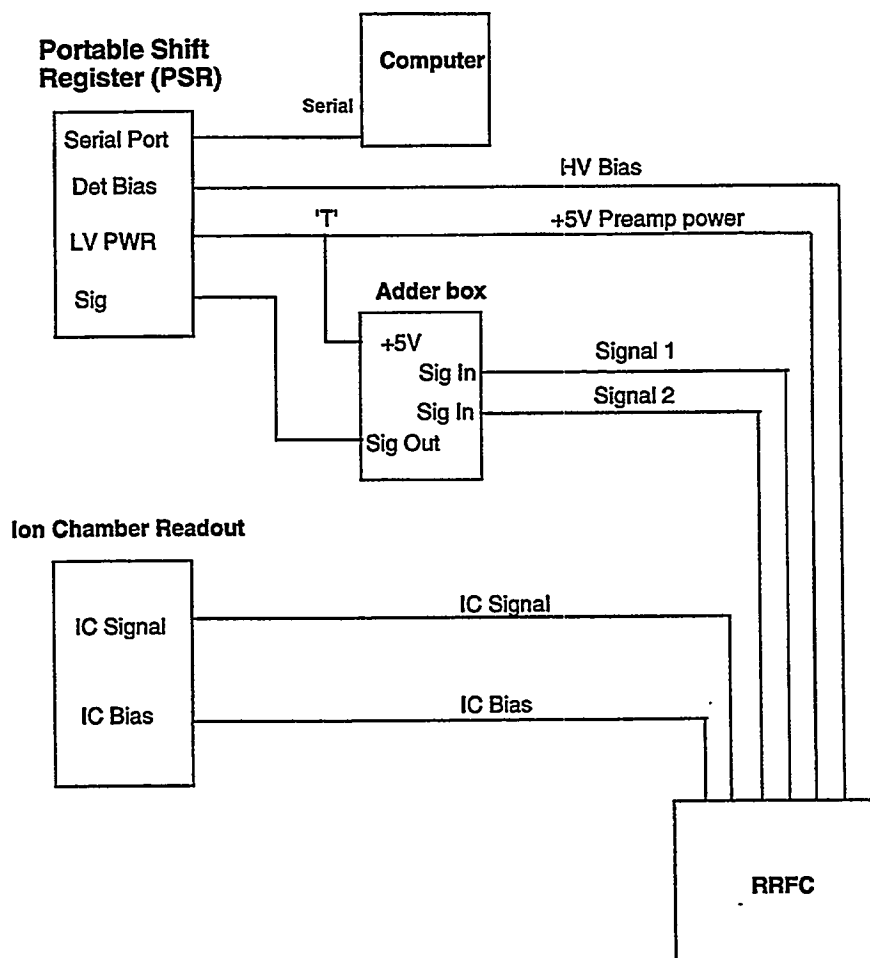 Portable Shift
Register (PSR)
Computer
Serial
Serial Port
Det Bias
LV PWR
Sig
HV Bias
'T'
+5V Preamp power
Adder box
+5V
Sig In
Sig In
Sig Out
Signal 1
Signal 2
Ion Chamber Readout
IC Signal
IC Bias
IC Signal
IC Bias
RRFC